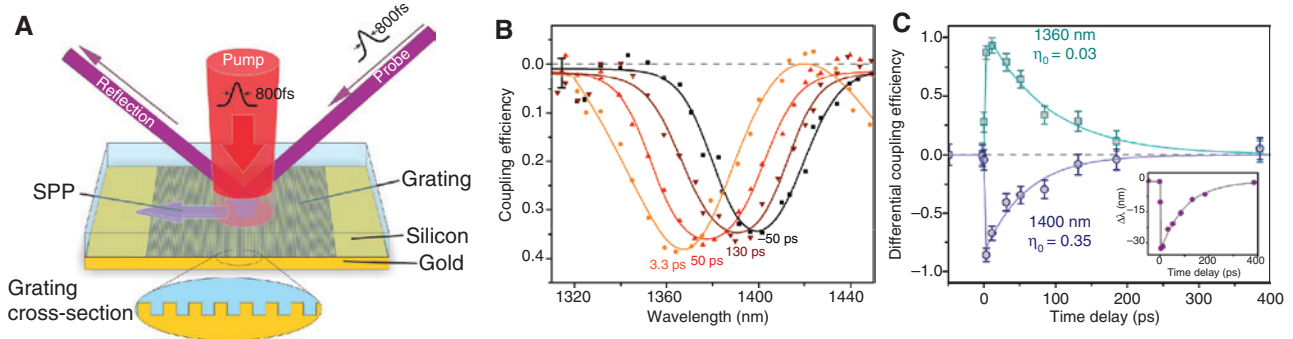 A
800fs
Pump
800fs
Probe
Reflection
SPP
Grating
Silicon
Gold
Grating
cross-section
B
Coupling efficiency
0.0
0.1
0.2
0.3
0.4
3.3 ps
50 ps
130 ps
−50 ps
1320
1360
1400
1440
Wavelength (nm)
C
Differential coupling efficiency
1.0
0.5
0.0
−0.5
−1.0
1360 nm
η0 = 0.03
1400 nm
η0 = 0.35
Δλ (nm)
0
−15
−30
0
200
400
Time delay (ps)
0
100
200
300
400
Time delay (ps)